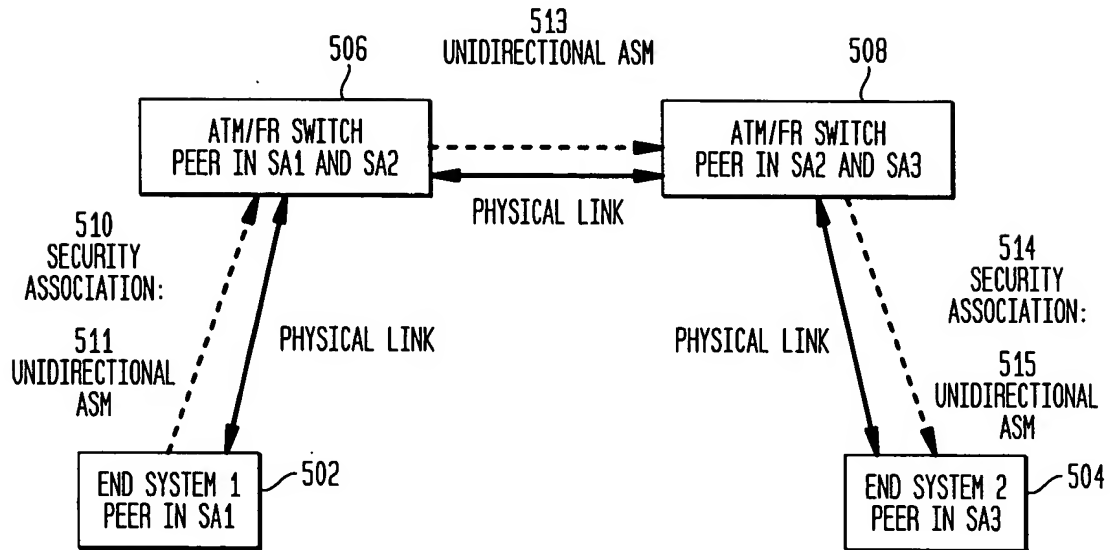 513
UNIDIRECTIONAL ASM
506
508
ATM/FR SWITCH
PEER IN SA1 AND SA2
ATM/FR SWITCH
PEER IN SA2 AND SA3
PHYSICAL LINK
510
SECURITY
ASSOCIATION:
514
SECURITY
ASSOCIATION:
511
UNIDIRECTIONAL
ASM
PHYSICAL LINK
PHYSICAL LINK
515
UNIDIRECTIONAL
ASM
END SYSTEM 1
PEER IN SA1
502
END SYSTEM 2
PEER IN SA3
504